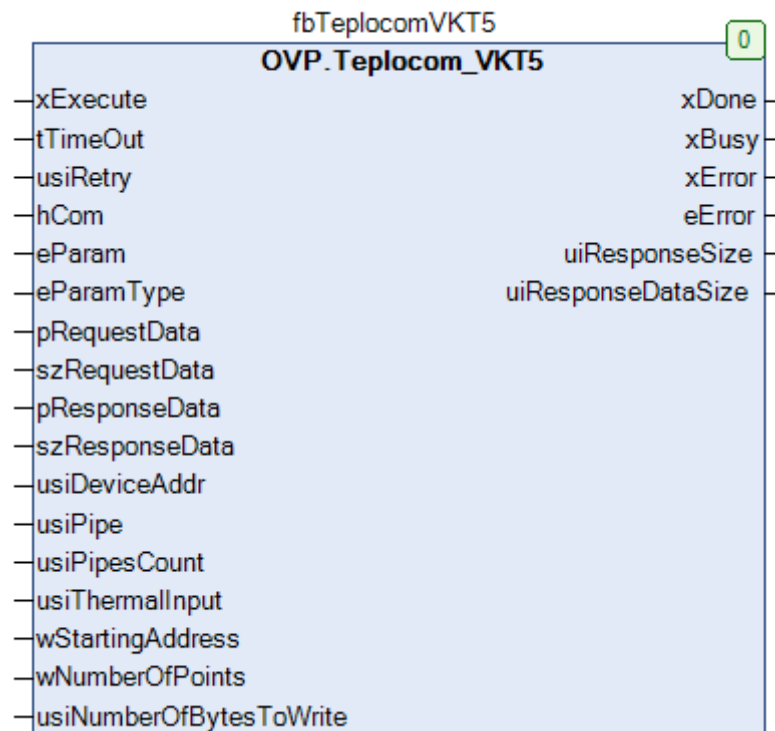 fbTeplocomVKT5
0
OVP.Teplocom_VKT5
xExecute xDone
tTimeOut xBusy
usiRetry xError
hCom eError
eParam uiResponseSize
eParamType uiResponseDataSize
pRequestData
szRequestData
pResponseData
szResponseData
usiDeviceAddr
usiPipe
usiPipesCount
usiThermalInput
wStartingAddress
wNumberOfPoints
usiNumberOfBytesToWrite